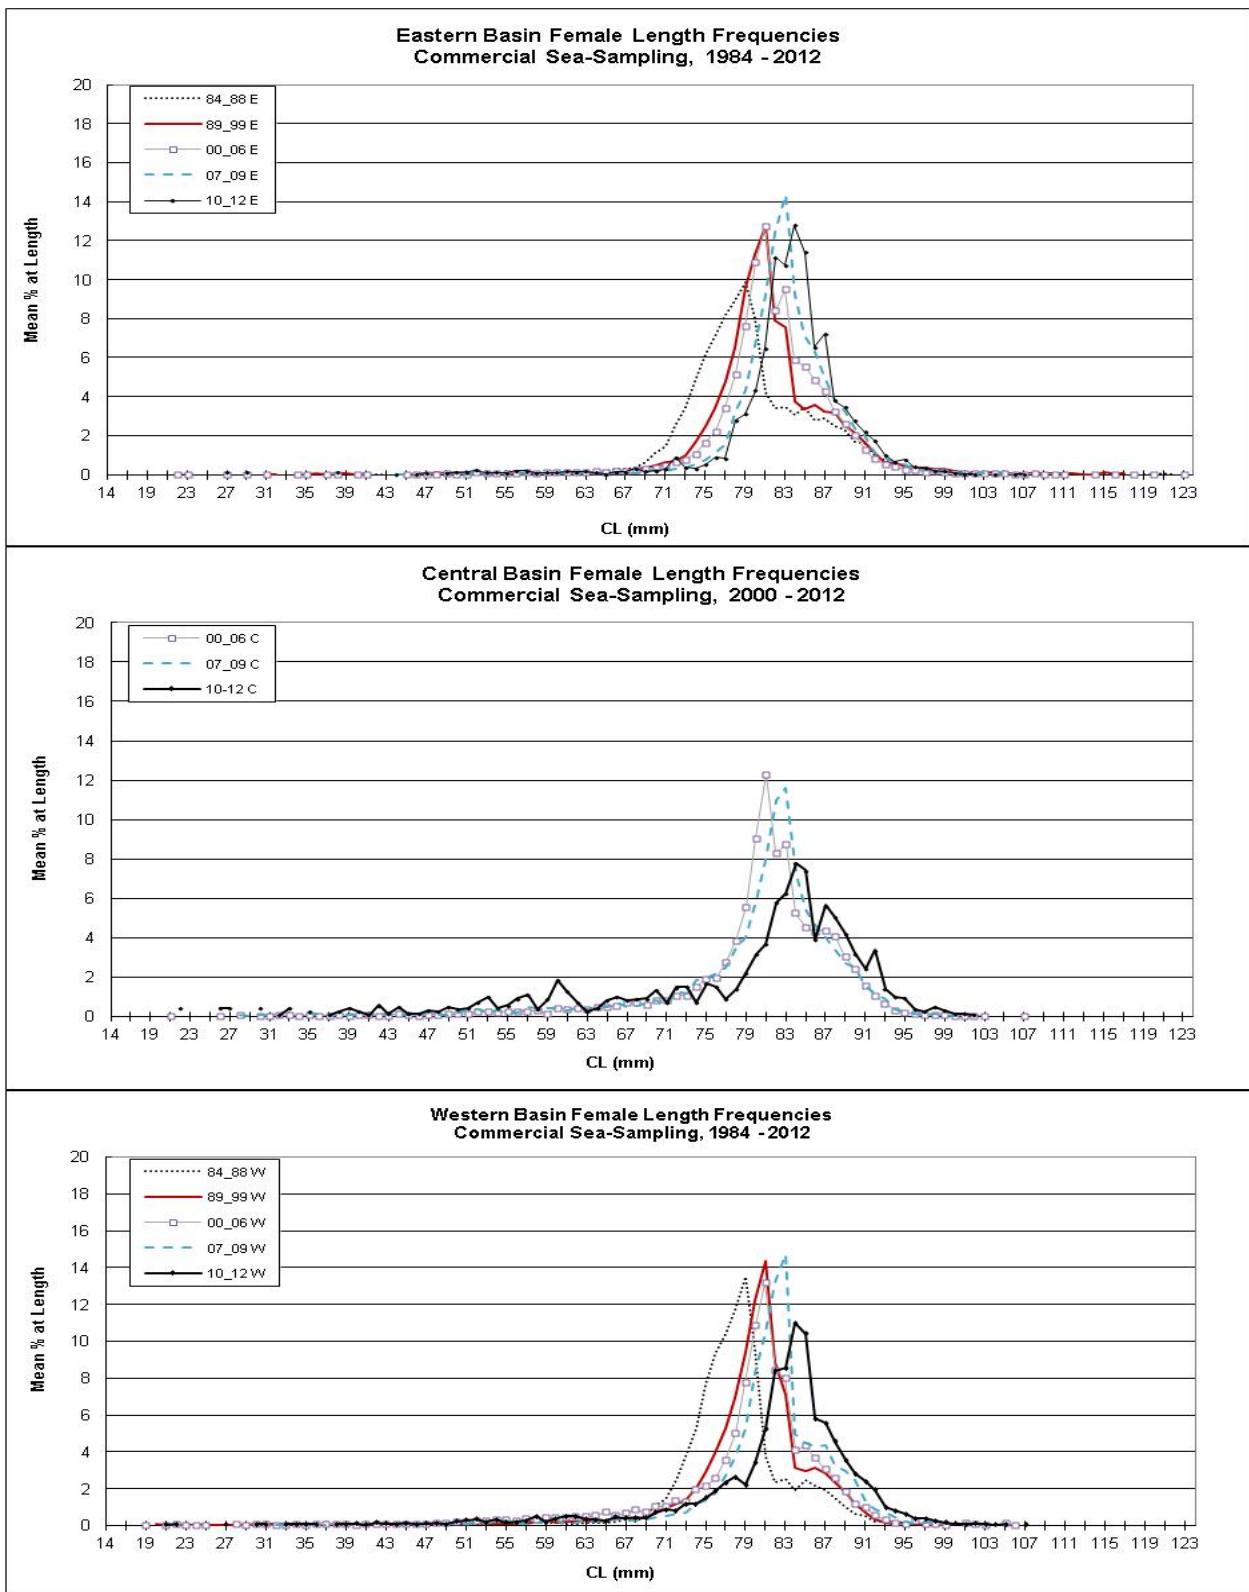 Eastern Basin Female Length Frequencies
Commercial Sea-Sampling, 1984 - 2012
Mean % at Length
20
18
16
14
12
10
8
6
4
2
0
84_88 E
89_99 E
00_06 E
07_09 E
10_12 E
14 19 23 27 31 35 39 43 47 51 55 59 63 67 71 75 79 83 87 91 95 99 103 107 111 115 119 123
CL (mm)
Central Basin Female Length Frequencies
Commercial Sea-Sampling, 2000 - 2012
Mean % at Length
20
18
16
14
12
10
8
6
4
2
0
00_06 C
07_09 C
10-12 C
14 19 23 27 31 35 39 43 47 51 55 59 63 67 71 75 79 83 87 91 95 99 103 107 111 115 119 123
CL (mm)
Western Basin Female Length Frequencies
Commercial Sea-Sampling, 1984 - 2012
Mean % at Length
20
18
16
14
12
10
8
6
4
2
0
84_88 W
89_99 W
00_06 W
07_09 W
10_12 W
14 19 23 27 31 35 39 43 47 51 55 59 63 67 71 75 79 83 87 91 95 99 103 107 111 115 119 123
CL (mm)